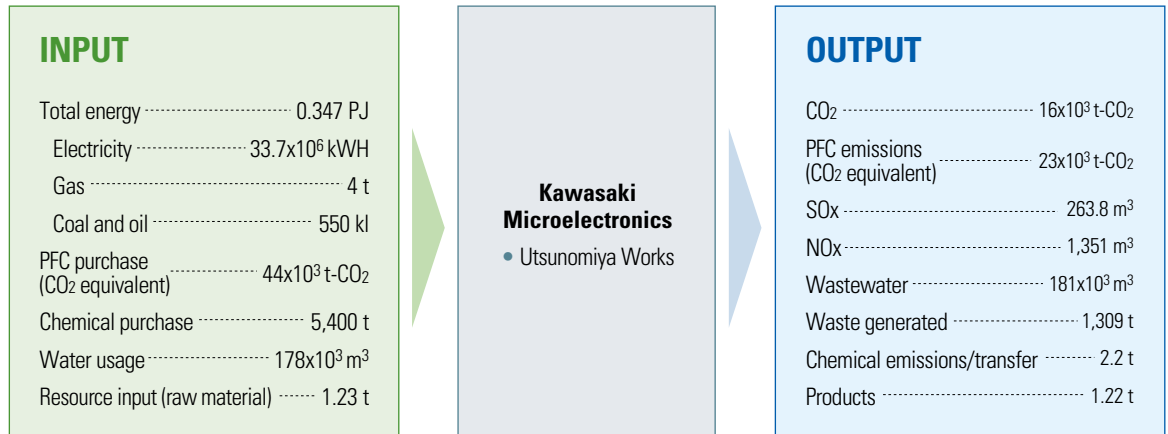 INPUT
Total energy 0.347 PJ
Electricity 33.7x10⁶ kWH
Gas 4 t
Coal and oil 550 kl
PFC purchase
(CO₂ equivalent) 44x10³ t-CO₂
Chemical purchase 5,400 t
Water usage 178x10³ m³
Resource input (raw material) 1.23 t
Kawasaki
Microelectronics
• Utsunomiya Works
OUTPUT
CO₂ 16x10³ t-CO₂
PFC emissions
(CO₂ equivalent) 23x10³ t-CO₂
SOx 263.8 m³
NOx 1,351 m³
Wastewater 181x10³ m³
Waste generated 1,309 t
Chemical emissions/transfer 2.2 t
Products 1.22 t